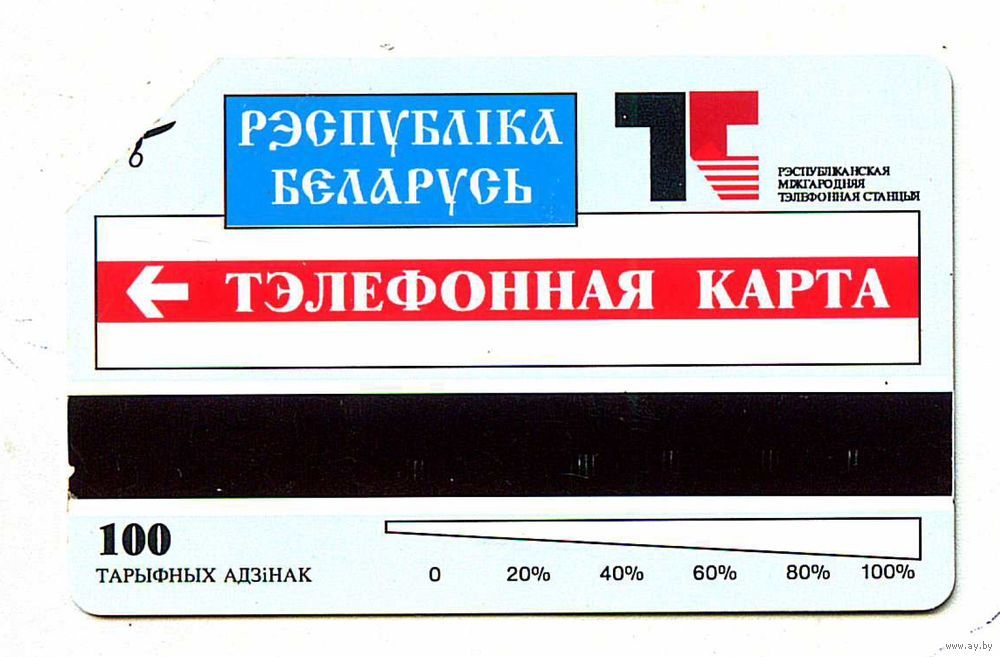 РЭСПУБЛІКА
БЕЛАРУСЬ
ТС
РЭСПУБЛІКАНСКАЯ
МІЖГАРОДНЯЯ
ТЭЛЕФОННАЯ СТАНЦЫЯ
ТЭЛЕФОННАЯ КАРТА
100
ТАРЫФНЫХ АДЗіНАК
0 20% 40% 60% 80% 100%
www.ay.by